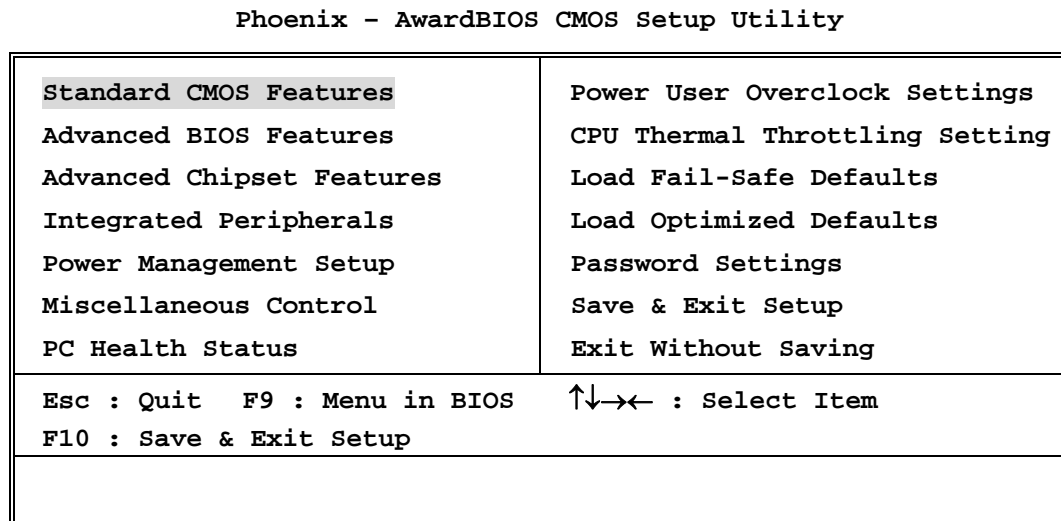 Phoenix – AwardBIOS CMOS Setup Utility
Standard CMOS Features
Advanced BIOS Features
Advanced Chipset Features
Integrated Peripherals
Power Management Setup
Miscellaneous Control
PC Health Status
Power User Overclock Settings
CPU Thermal Throttling Setting
Load Fail-Safe Defaults
Load Optimized Defaults
Password Settings
Save & Exit Setup
Exit Without Saving
Esc : Quit F9 : Menu in BIOS ↑↓→← : Select Item
F10 : Save & Exit Setup